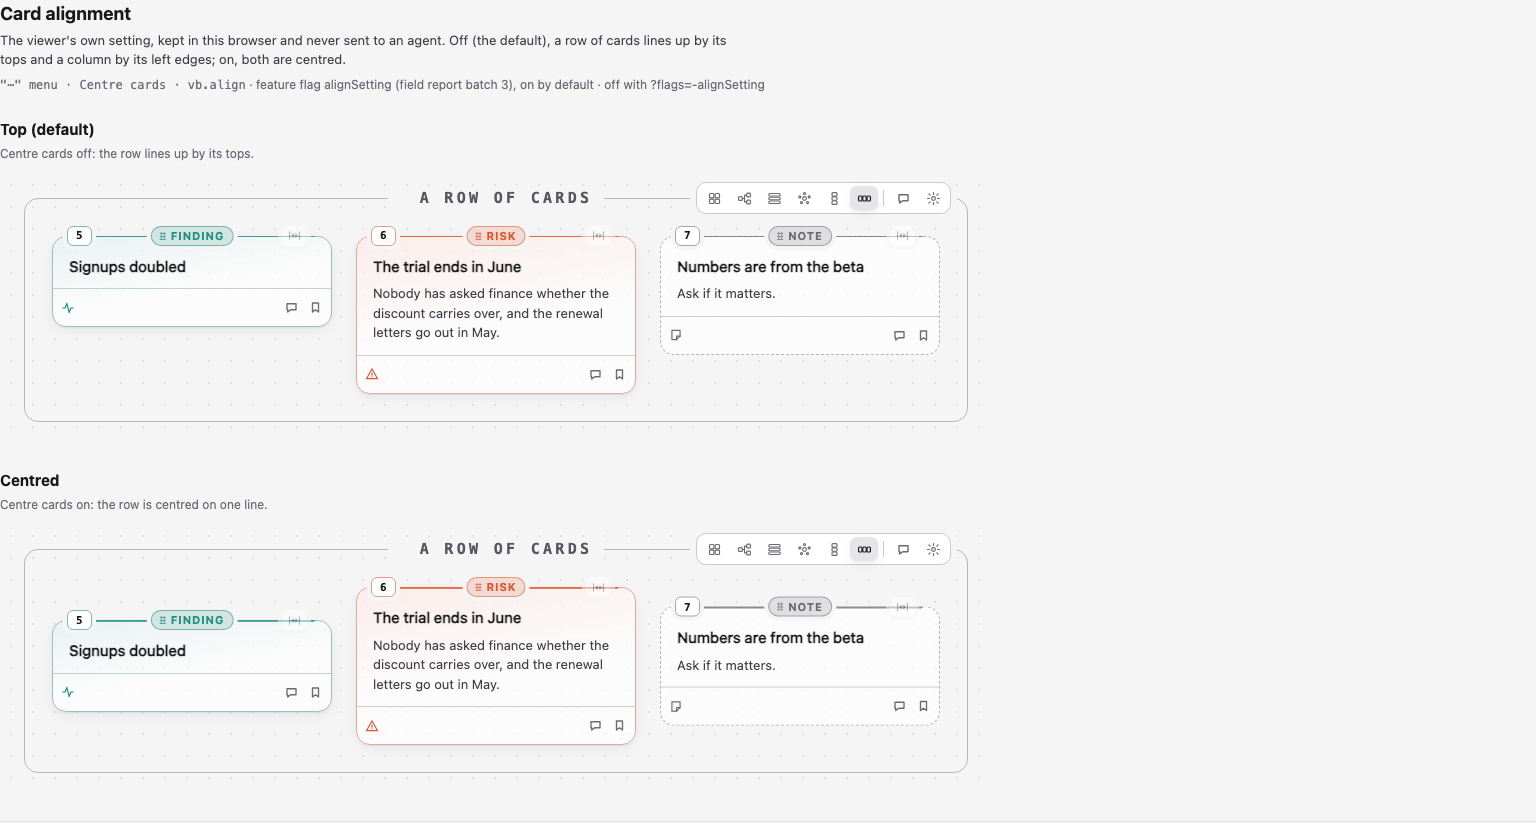 Card alignment
The viewer's own setting, kept in this browser and never sent to an agent. Off (the default), a row of cards lines up by its
tops and a column by its left edges; on, both are centred.
"⋯" menu · Centre cards · vb.align · feature flag alignSetting (field report batch 3), on by default · off with ?flags=-alignSetting
Top (default)
Centre cards off: the row lines up by its tops.
A ROW OF CARDS
5 FINDING
Signups doubled
6 RISK
The trial ends in June
Nobody has asked finance whether the
discount carries over, and the renewal
letters go out in May.
7 NOTE
Numbers are from the beta
Ask if it matters.
Centred
Centre cards on: the row is centred on one line.
A ROW OF CARDS
5 FINDING
Signups doubled
6 RISK
The trial ends in June
Nobody has asked finance whether the
discount carries over, and the renewal
letters go out in May.
7 NOTE
Numbers are from the beta
Ask if it matters.